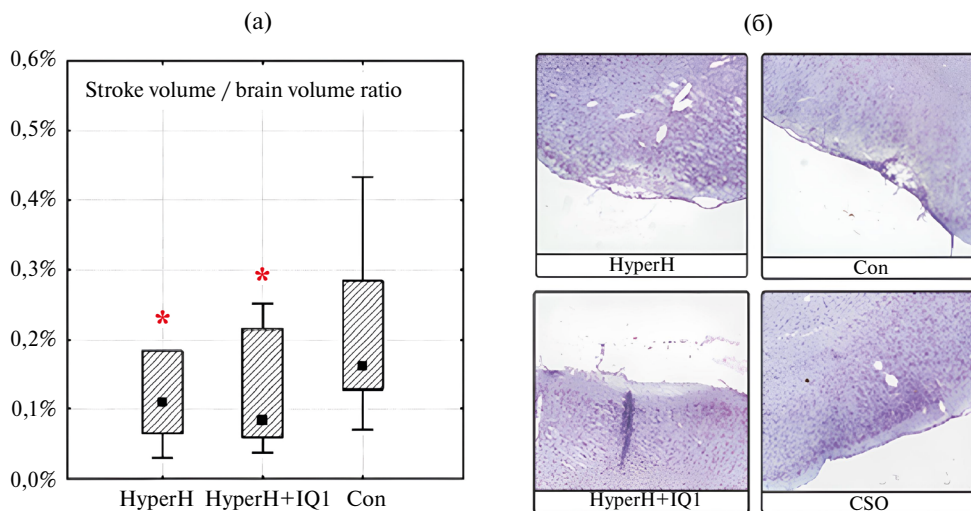 (а)
0,6%
Stroke volume / brain volume ratio
0,5%
0,4%
0,3%
*
*
0,2%
0,1%
0,0%
HyperH HyperH+IQ1 Con
(б)
HyperH Con
HyperH+IQ1 CSO